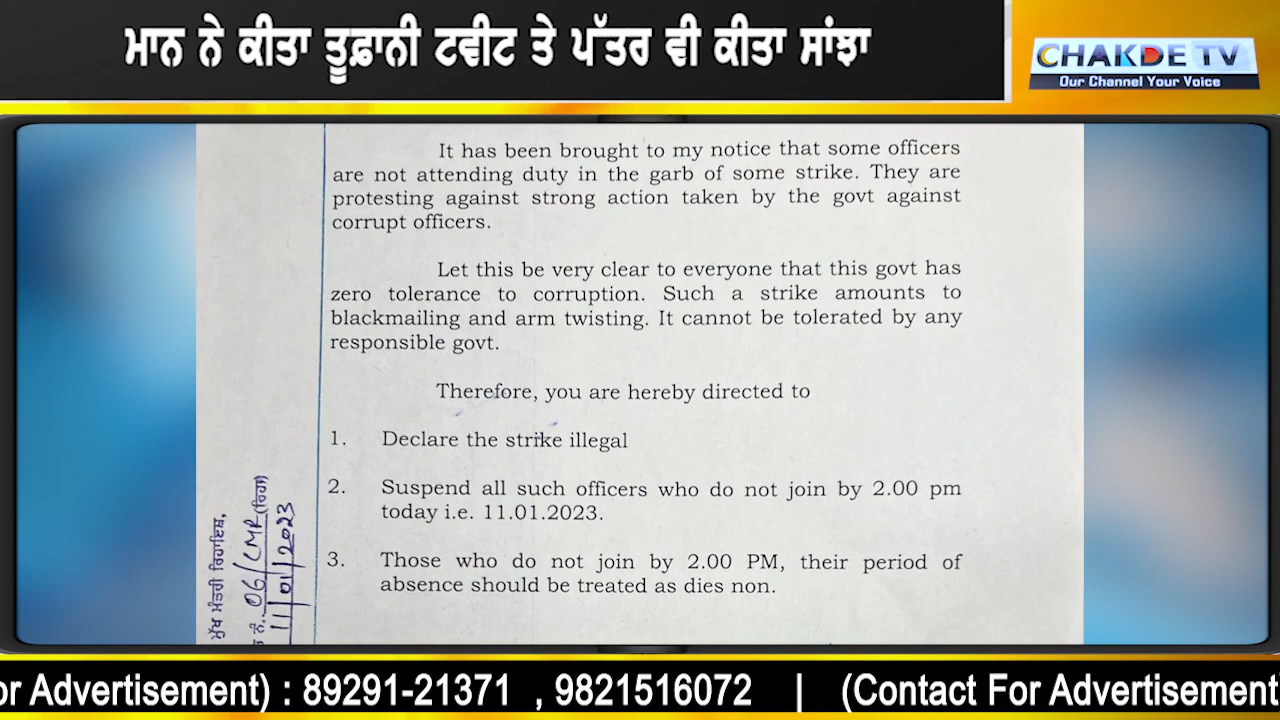 ਮਾਨ ਨੇ ਕੀਤਾ ਤੂਫ਼ਾਨੀ ਟਵੀਟ ਤੇ ਪੱਤਰ ਵੀ ਕੀਤਾ ਸਾਂਝਾ
CHAKDE TV
Our Channel Your Voice
It has been brought to my notice that some officers
are not attending duty in the garb of some strike. They are
protesting against strong action taken by the govt against
corrupt officers.
Let this be very clear to everyone that this govt has
zero tolerance to corruption. Such a strike amounts to
blackmailing and arm twisting. It cannot be tolerated by any
responsible govt.
Therefore, you are hereby directed to
1. Declare the strike illegal
2. Suspend all such officers who do not join by 2.00 pm
today i.e. 11.01.2023.
3. Those who do not join by 2.00 PM, their period of
absence should be treated as dies non.
ਮੁੱਖ ਮੰਤਰੀ ਰਿਹਾਇਸ਼,
ਨੰ.. 06/CMR(ਰਿਹਾ)
11/01/2023
or Advertisement) : 89291-21371 , 9821516072 | (Contact For Advertisement